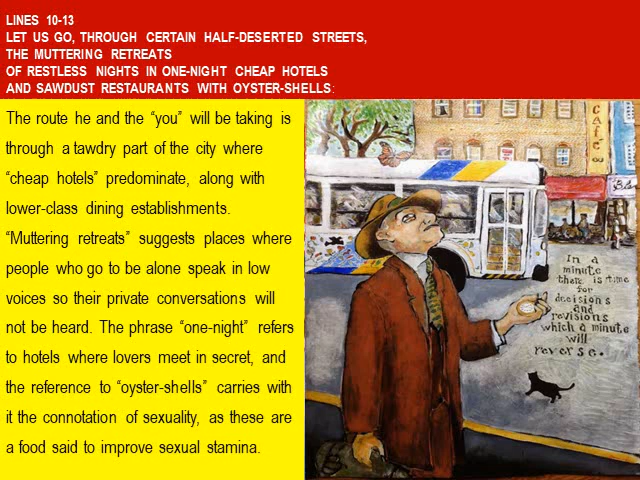 LINES 10-13
LET US GO, THROUGH CERTAIN HALF-DESERTED STREETS,
THE MUTTERING RETREATS
OF RESTLESS NIGHTS IN ONE-NIGHT CHEAP HOTELS
AND SAWDUST RESTAURANTS WITH OYSTER-SHELLS:
The route he and the “you” will be taking is
through a tawdry part of the city where
“cheap hotels” predominate, along with
lower-class dining establishments.
“Muttering retreats” suggests places where
people who go to be alone speak in low
voices so their private conversations will
not be heard. The phrase “one-night” refers
to hotels where lovers meet in secret, and
the reference to “oyster-shells” carries with
it the connotation of sexuality, as these are
a food said to improve sexual stamina.
cafe
In a
minute
there is time
for
decisions
and
revisions
which a minute
will
reverse.